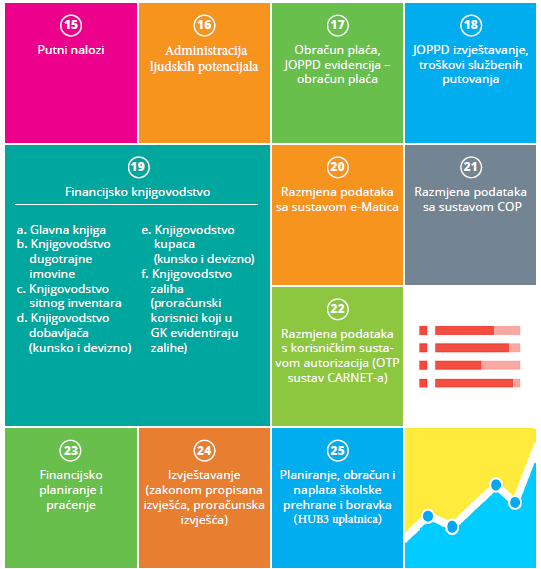 15
Putni nalozi
16
Administracija
ljudskih potencijala
17
Obračun plaća,
JOPPD evidencija –
obračun plaća
18
JOPPD izvještavanje,
troškovi službenih
putovanja
19
Financijsko knjigovodstvo
a. Glavna knjiga
b. Knjigovodstvo
dugotrajne
imovine
c. Knjigovodstvo
sitnog inventara
d. Knjigovodstvo
dobavljača
(kunsko i devizno)
e. Knjigovodstvo
kupaca
(kunsko i devizno)
f. Knjigovodstvo
zaliha
(proračunski
korisnici koji u
GK evidentiraju
zalihe)
20
Razmjena podataka
sa sustavom e-Matica
21
Razmjena podataka
sa sustavom COP
22
Razmjena podataka
s korisničkim susta-
vom autorizacija (OTP
sustav CARNET-a)
23
Financijsko
planiranje i
praćenje
24
Izvještavanje
(zakonom propisana
izvješća, proračunska
izvješća)
25
Planiranje, obračun i
naplata školske
prehrane i boravka
(HUB3 uplatnica)